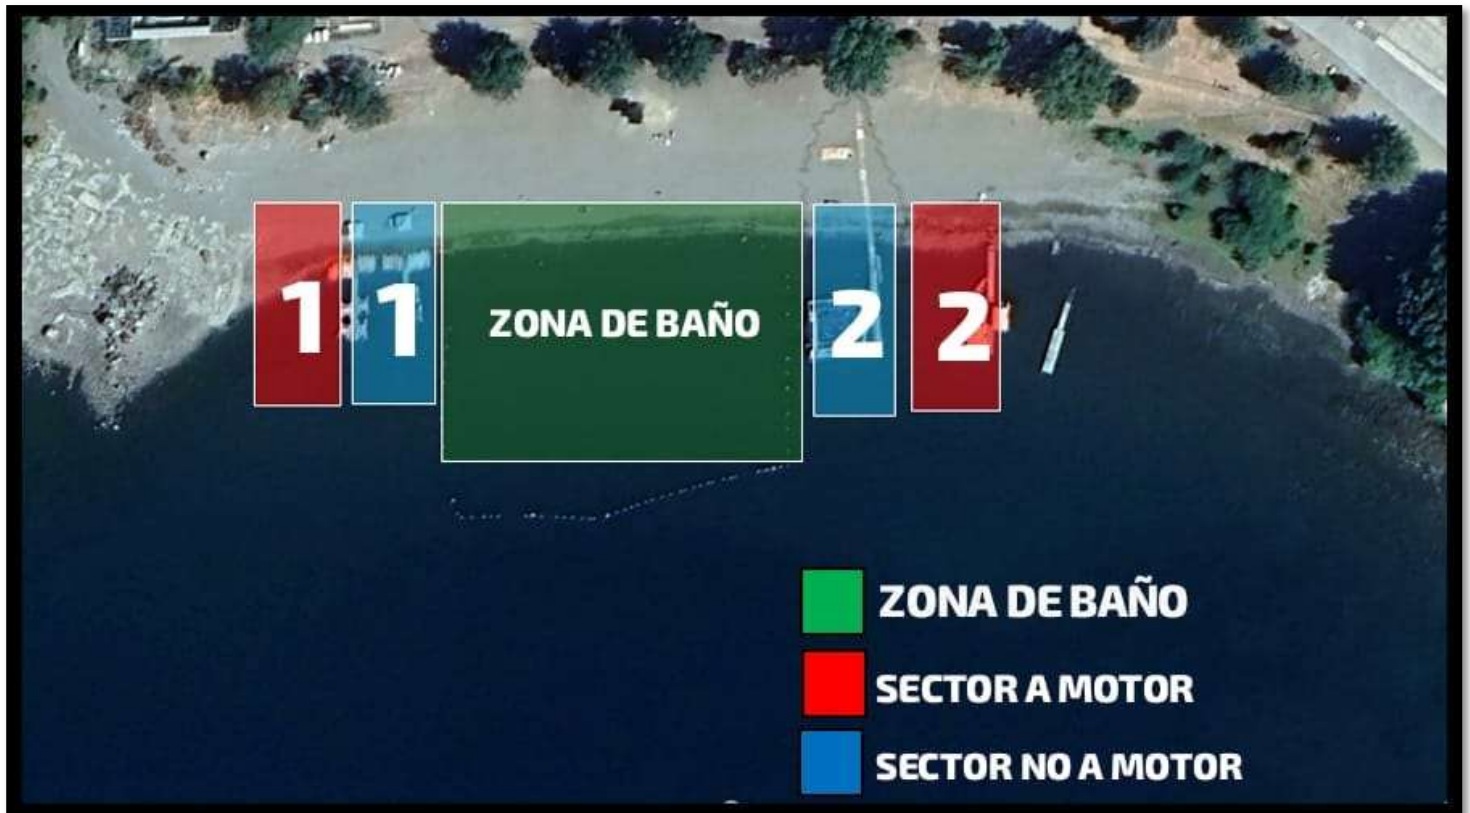 1
1
ZONA DE BAÑO
2
2
ZONA DE BAÑO
SECTOR A MOTOR
SECTOR NO A MOTOR